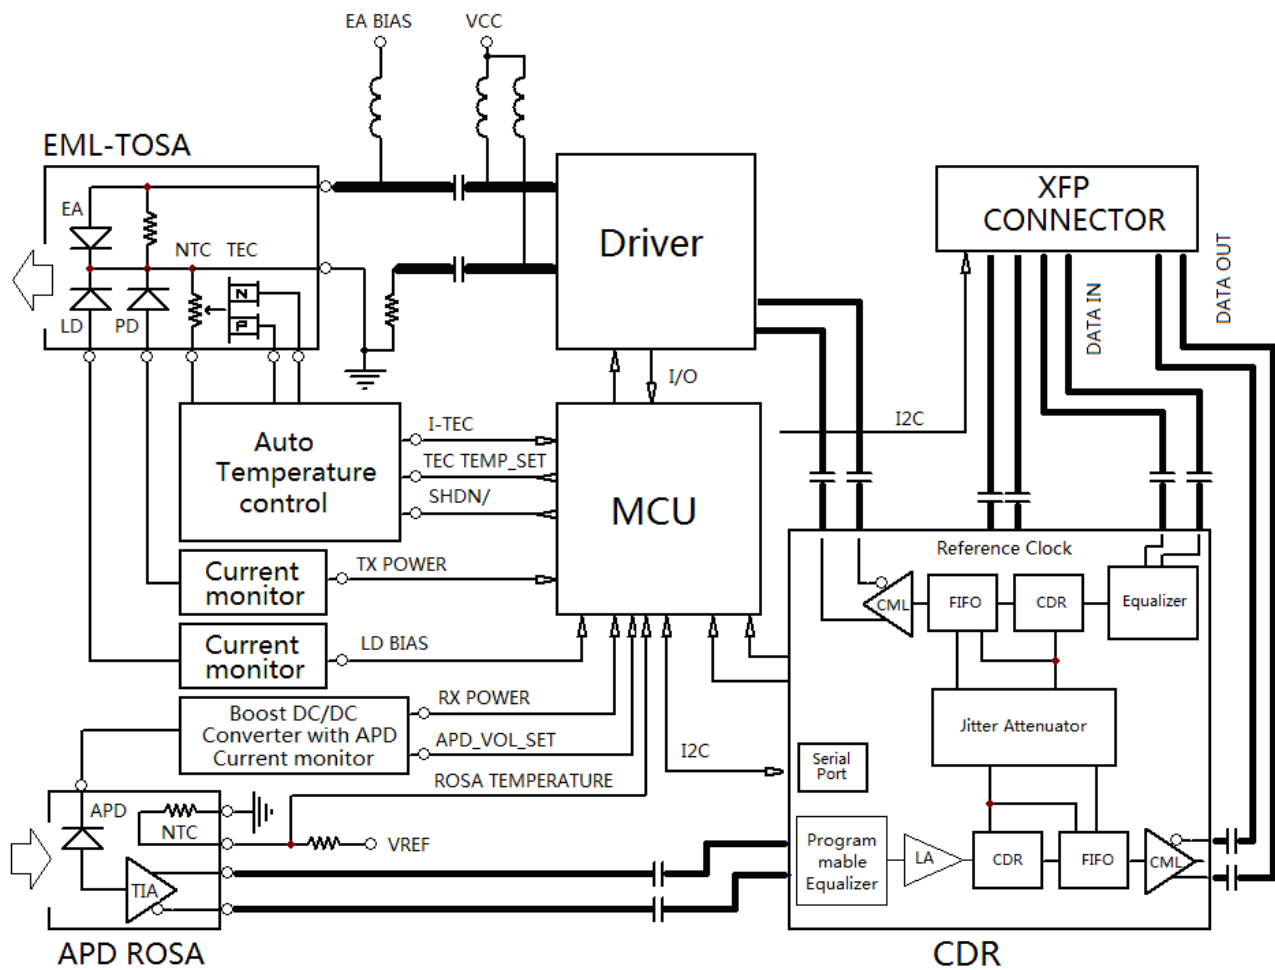 EA BIAS
VCC
EML-TOSA
EA
NTC TEC
N
P
LD
PD
Driver
XFP
CONNECTOR
DATA IN
DATA OUT
I/O
I2C
Auto
Temperature
control
I-TEC
TEC TEMP_SET
SHDN/
MCU
Current
monitor
TX POWER
Current
monitor
LD BIAS
Boost DC/DC
Converter with APD
Current monitor
RX POWER
APD_VOL_SET
ROSA TEMPERATURE
I2C
APD
NTC
VREF
TIA
APD ROSA
Reference Clock
CML
FIFO
CDR
Equalizer
Jitter Attenuator
Serial
Port
Program
mable
Equalizer
LA
CDR
FIFO
CML
CDR